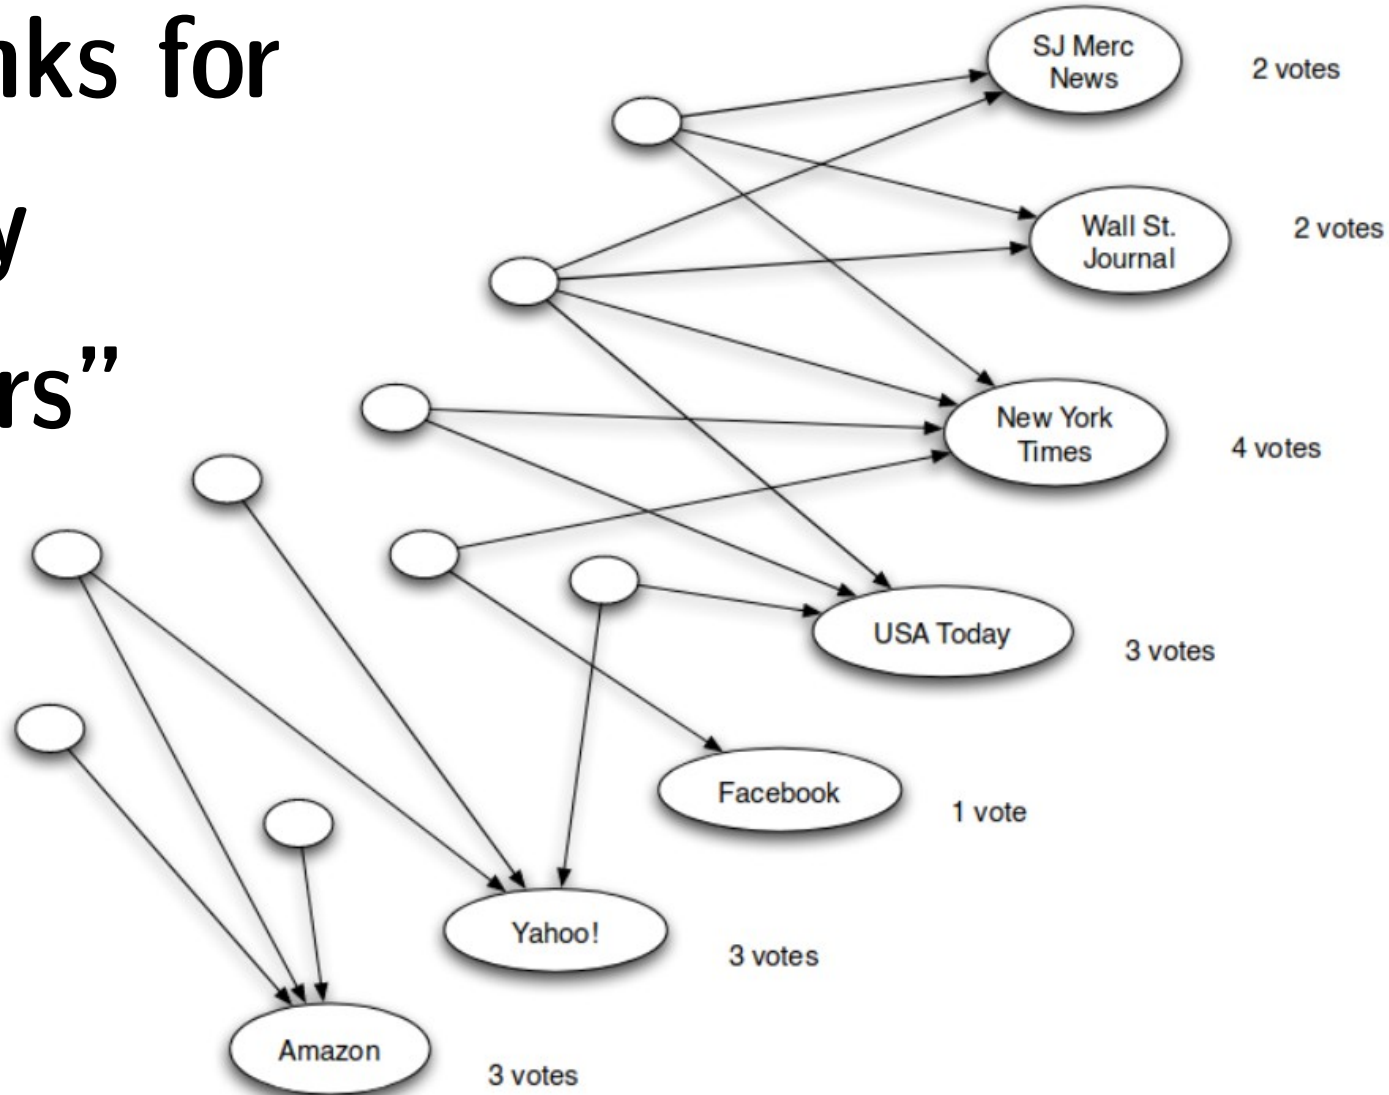 nks for
y
rs”
SJ Merc
News
2 votes
Wall St.
Journal
2 votes
New York
Times
4 votes
USA Today
3 votes
Facebook
1 vote
Yahoo!
3 votes
Amazon
3 votes